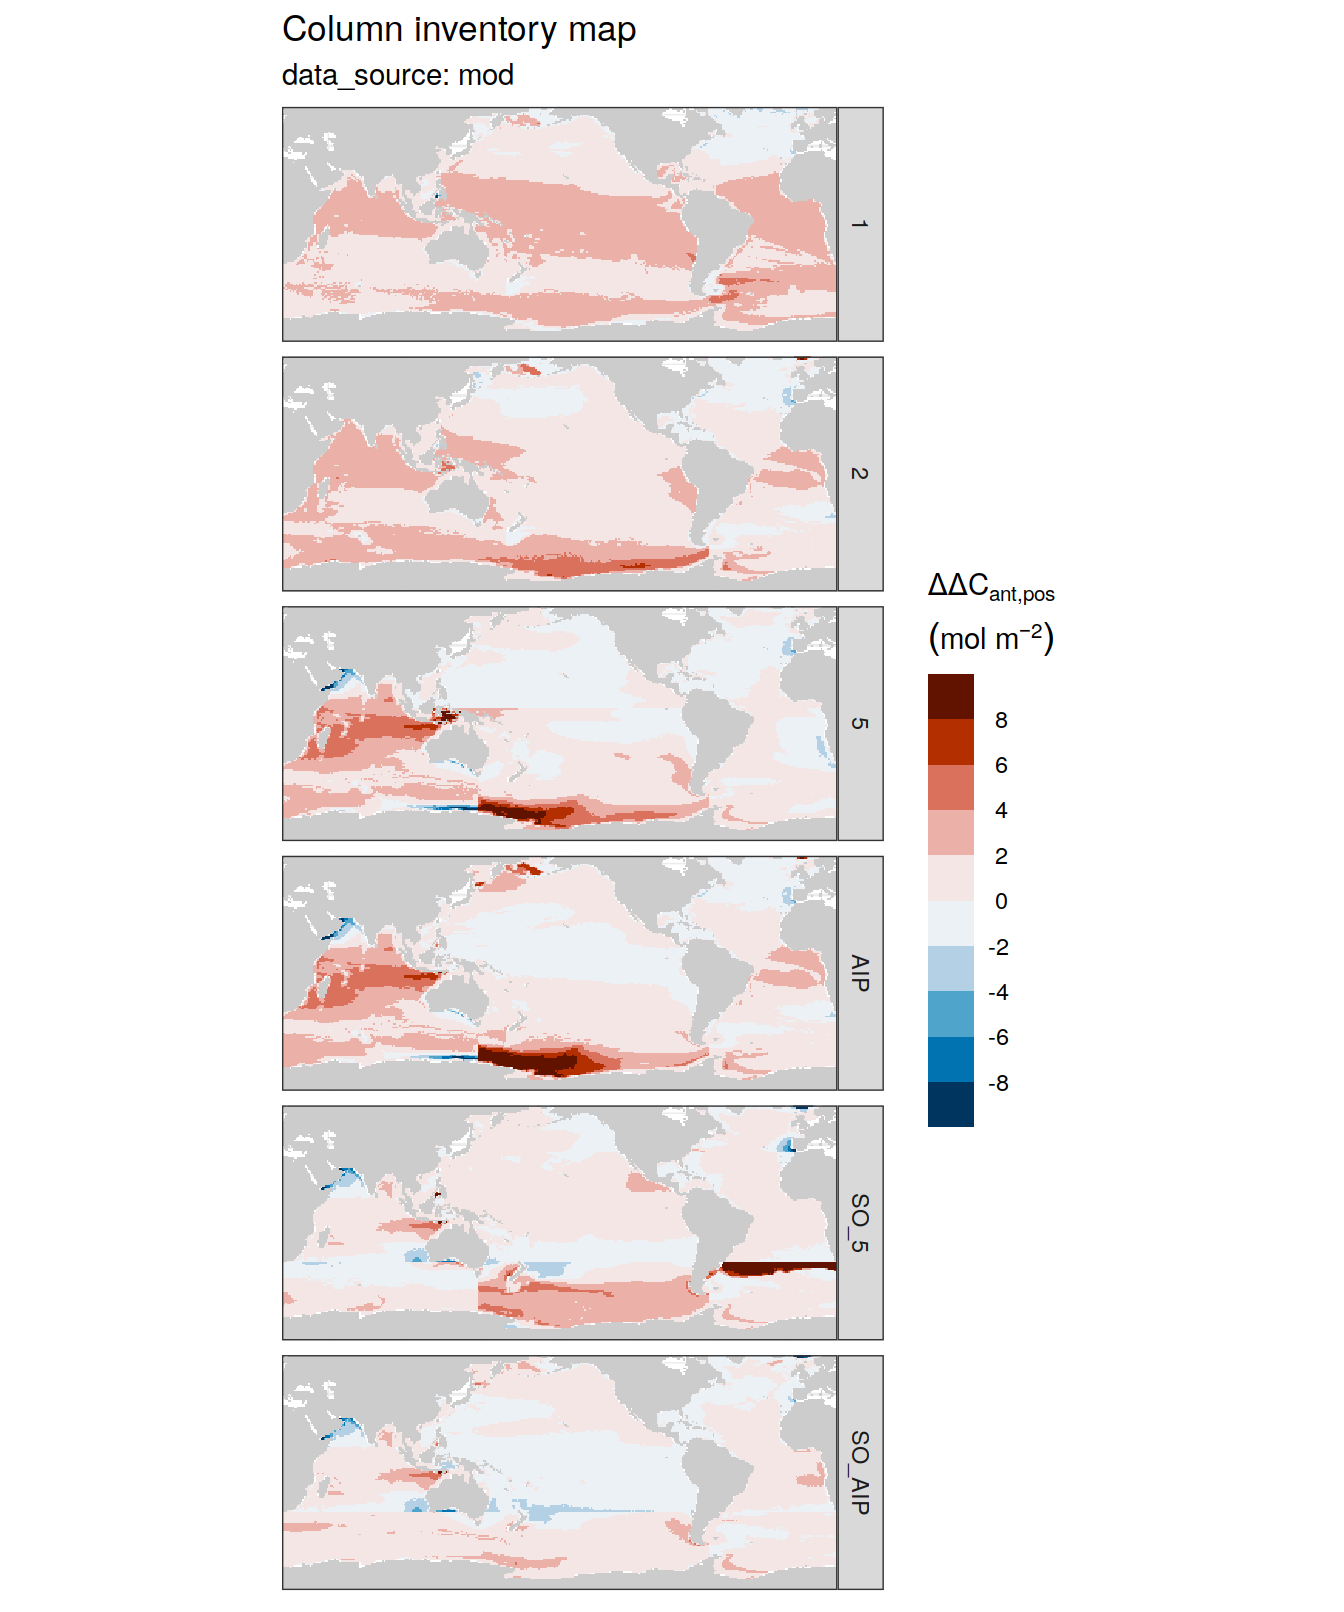 Column inventory map
data_source: mod
1
2
5
AIP
SO_5
SO_AIP
ΔΔCant,pos
(mol m−2)
8
6
4
2
0
-2
-4
-6
-8